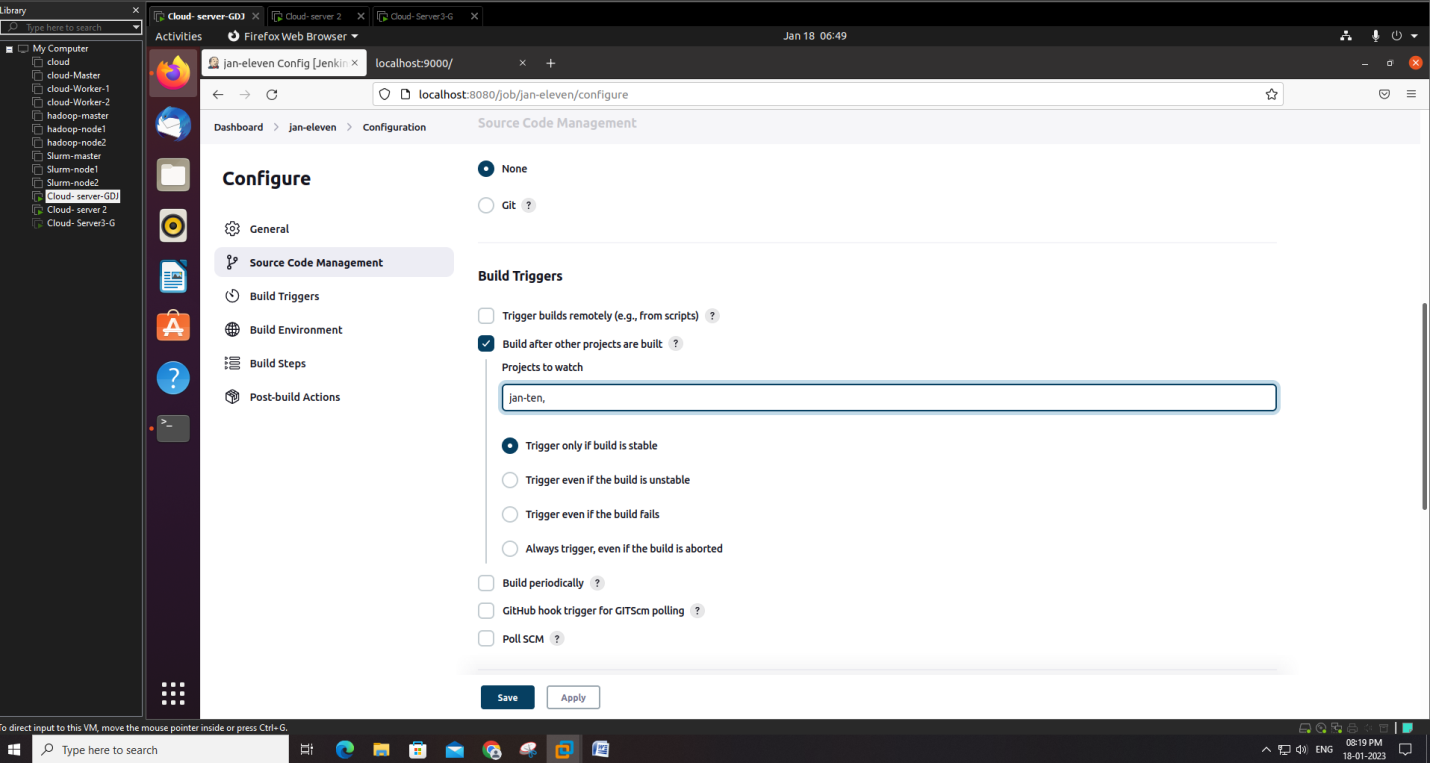 Library
Type here to search
My Computer
cloud
cloud-Master
cloud-Worker-1
cloud-Worker-2
hadoop-master
hadoop-node1
hadoop-node2
Slurm-master
Slurm-node1
Slurm-node2
Cloud- server-GDJ
Cloud- server 2
Cloud- Server3-G
Cloud- server-GDJ
Cloud- server 2
Cloud- Server3-G
Activities
Firefox Web Browser
Jan 18 06:49
jan-eleven Config [Jenkin
localhost:9000/
localhost:8080/job/jan-eleven/configure
Dashboard
jan-eleven
Configuration
Source Code Management
Configure
General
Source Code Management
Build Triggers
Build Environment
Build Steps
Post-build Actions
None
Git ?
Build Triggers
Trigger builds remotely (e.g., from scripts) ?
Build after other projects are built ?
Projects to watch
jan-ten,
Trigger only if build is stable
Trigger even if the build is unstable
Trigger even if the build fails
Always trigger, even if the build is aborted
Build periodically ?
GitHub hook trigger for GITScm polling ?
Poll SCM ?
Save
Apply
To direct input to this VM, move the mouse pointer inside or press Ctrl+G.
Type here to search
ENG
08:19 PM
18-01-2023